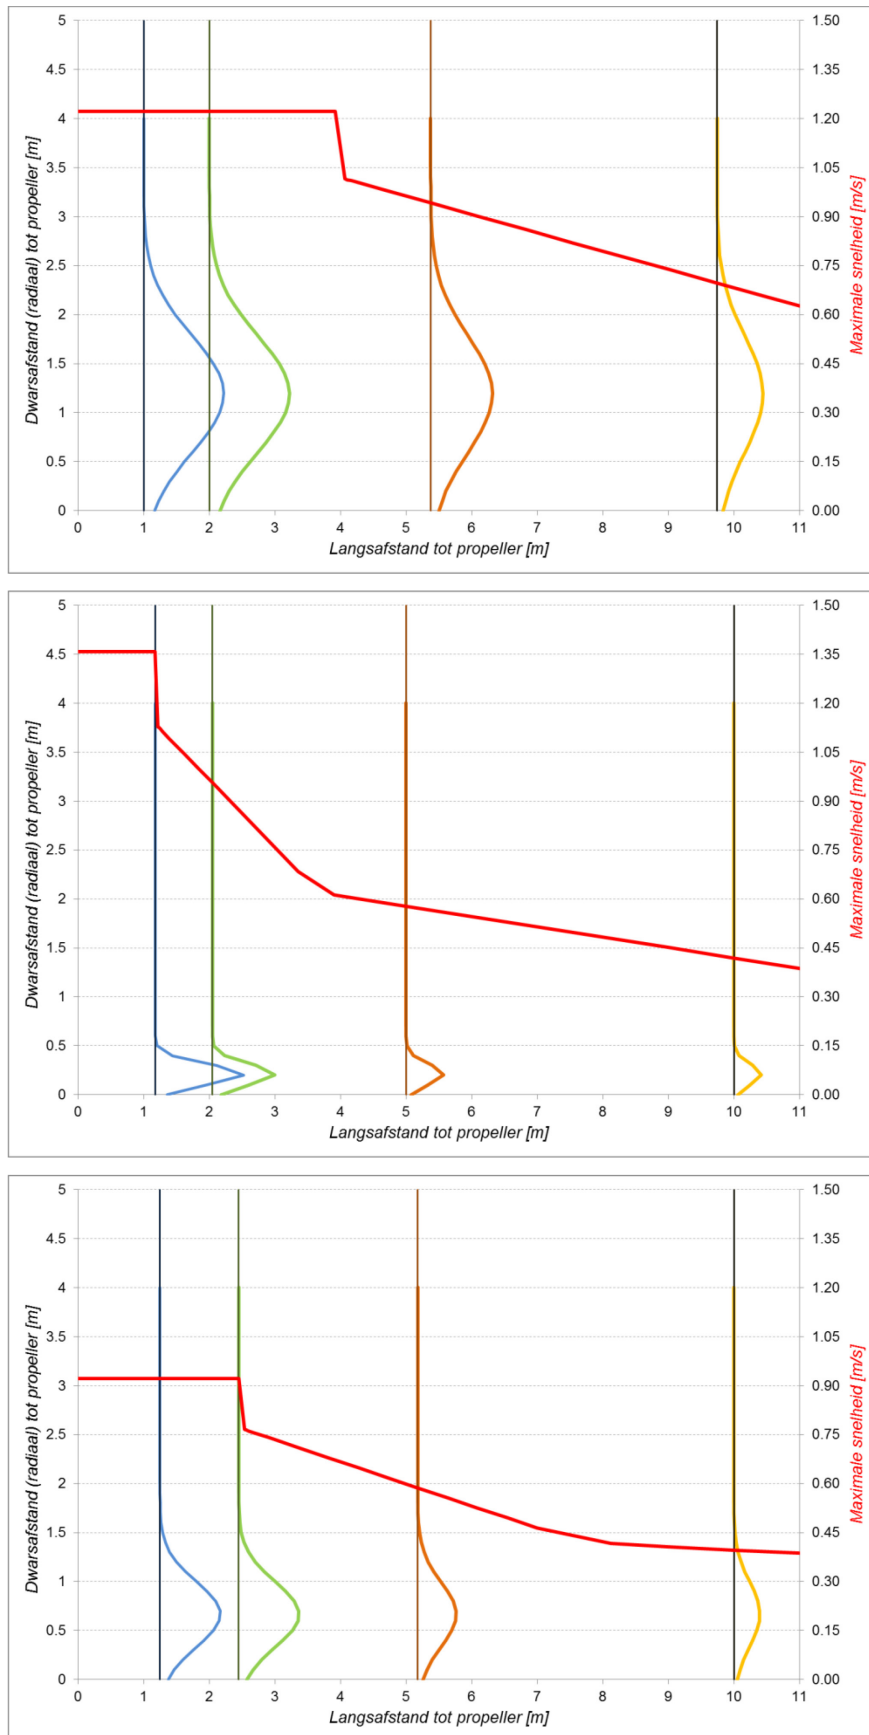 5 1.50
4.5 1.35
4 1.20
3.5 1.05
3 0.90
2.5 0.75
2 0.60
1.5 0.45
1 0.30
0.5 0.15
0 0.00
0 1 2 3 4 5 6 7 8 9 10 11
Langsafstand tot propeller [m]
Dwarsafstand (radiaal) tot propeller [m]
Maximale snelheid [m/s]
5 1.50
4.5 1.35
4 1.20
3.5 1.05
3 0.90
2.5 0.75
2 0.60
1.5 0.45
1 0.30
0.5 0.15
0 0.00
0 1 2 3 4 5 6 7 8 9 10 11
Langsafstand tot propeller [m]
Dwarsafstand (radiaal) tot propeller [m]
Maximale snelheid [m/s]
5 1.50
4.5 1.35
4 1.20
3.5 1.05
3 0.90
2.5 0.75
2 0.60
1.5 0.45
1 0.30
0.5 0.15
0 0.00
0 1 2 3 4 5 6 7 8 9 10 11
Langsafstand tot propeller [m]
Dwarsafstand (radiaal) tot propeller [m]
Maximale snelheid [m/s]